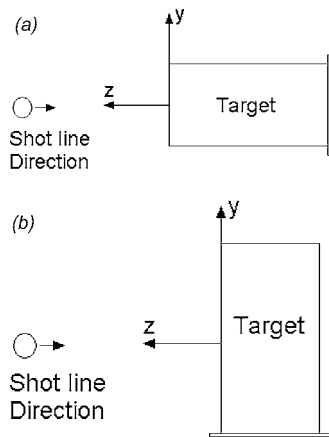 (a)
y
z
Target
Shot line
Direction
(b)
y
z
Target
Shot line
Direction